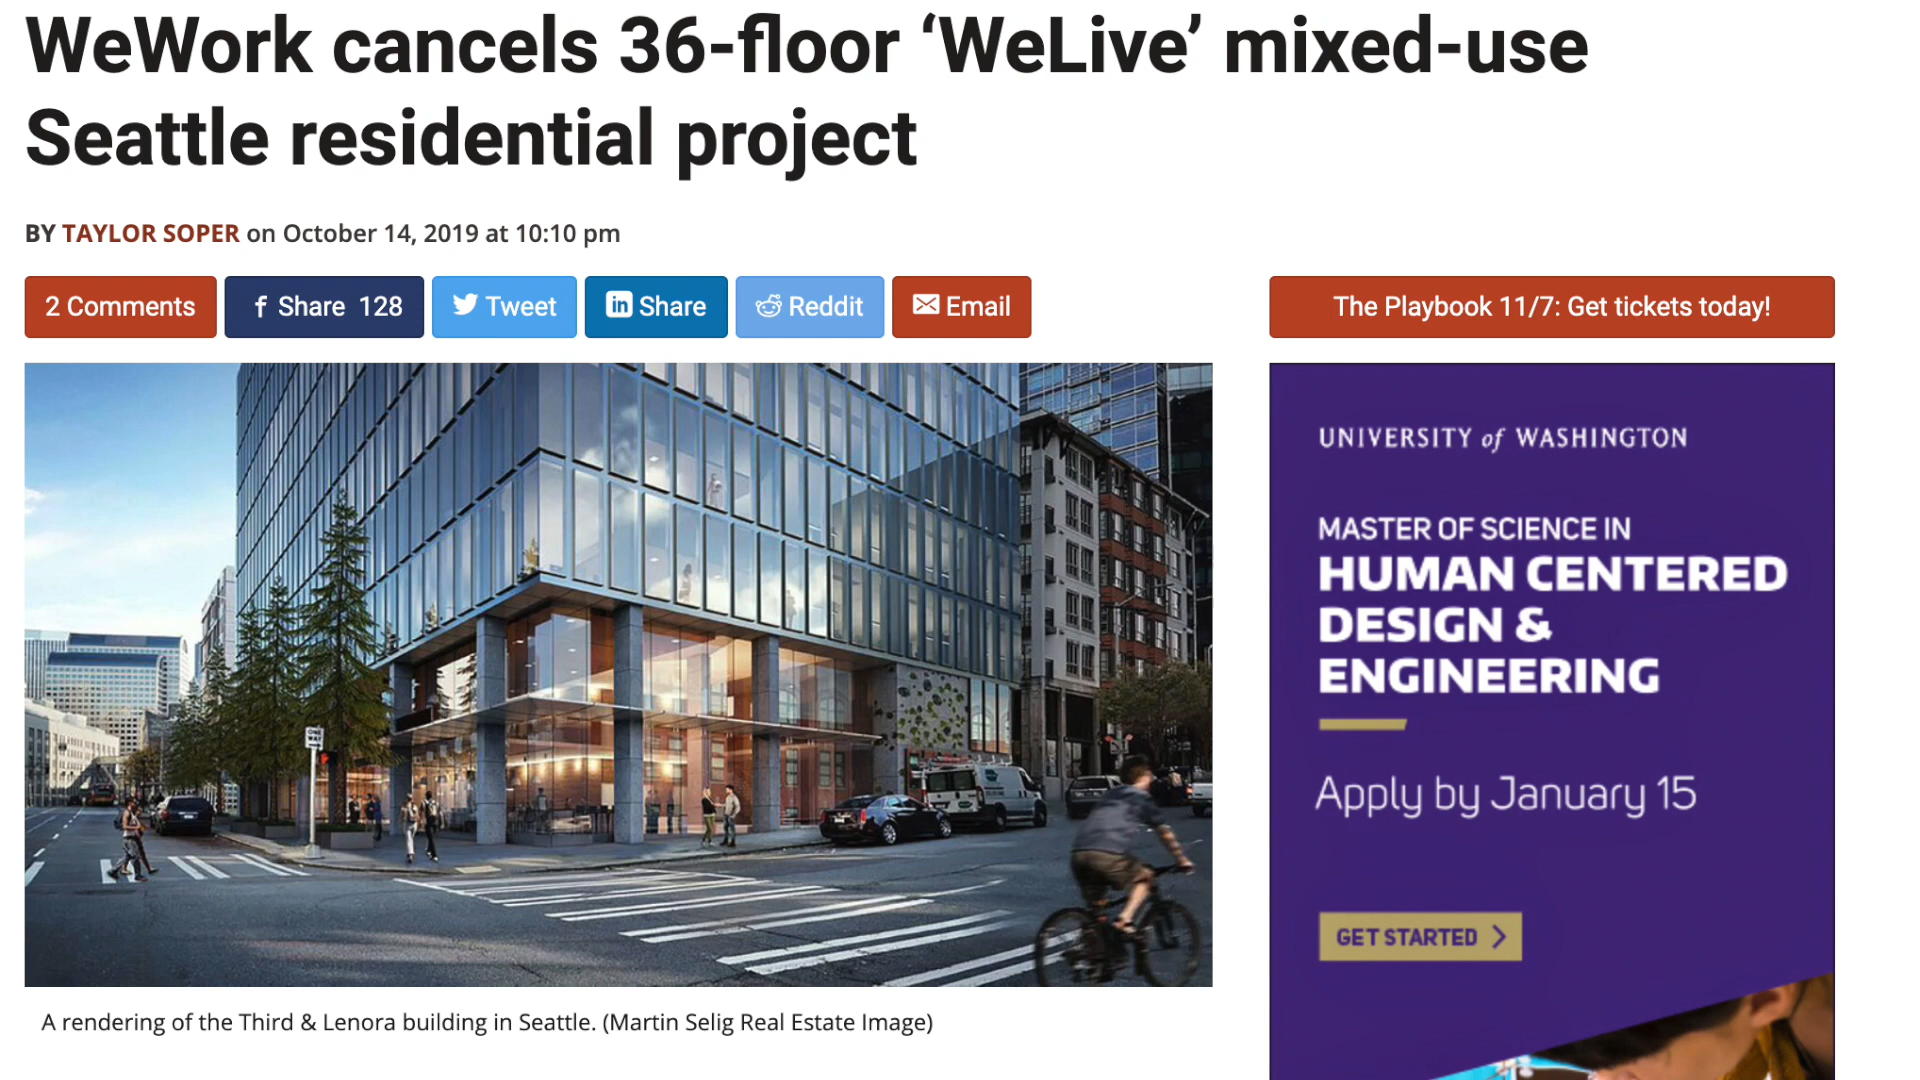 WeWork cancels 36-floor ‘WeLive’ mixed-use
Seattle residential project
BY TAYLOR SOPER on October 14, 2019 at 10:10 pm
2 Comments
Share 128
Tweet
Share
Reddit
Email
The Playbook 11/7: Get tickets today!
ONE WAY
A rendering of the Third & Lenora building in Seattle. (Martin Selig Real Estate Image)
UNIVERSITY of WASHINGTON
MASTER OF SCIENCE IN
HUMAN CENTERED
DESIGN &
ENGINEERING
Apply by January 15
GET STARTED